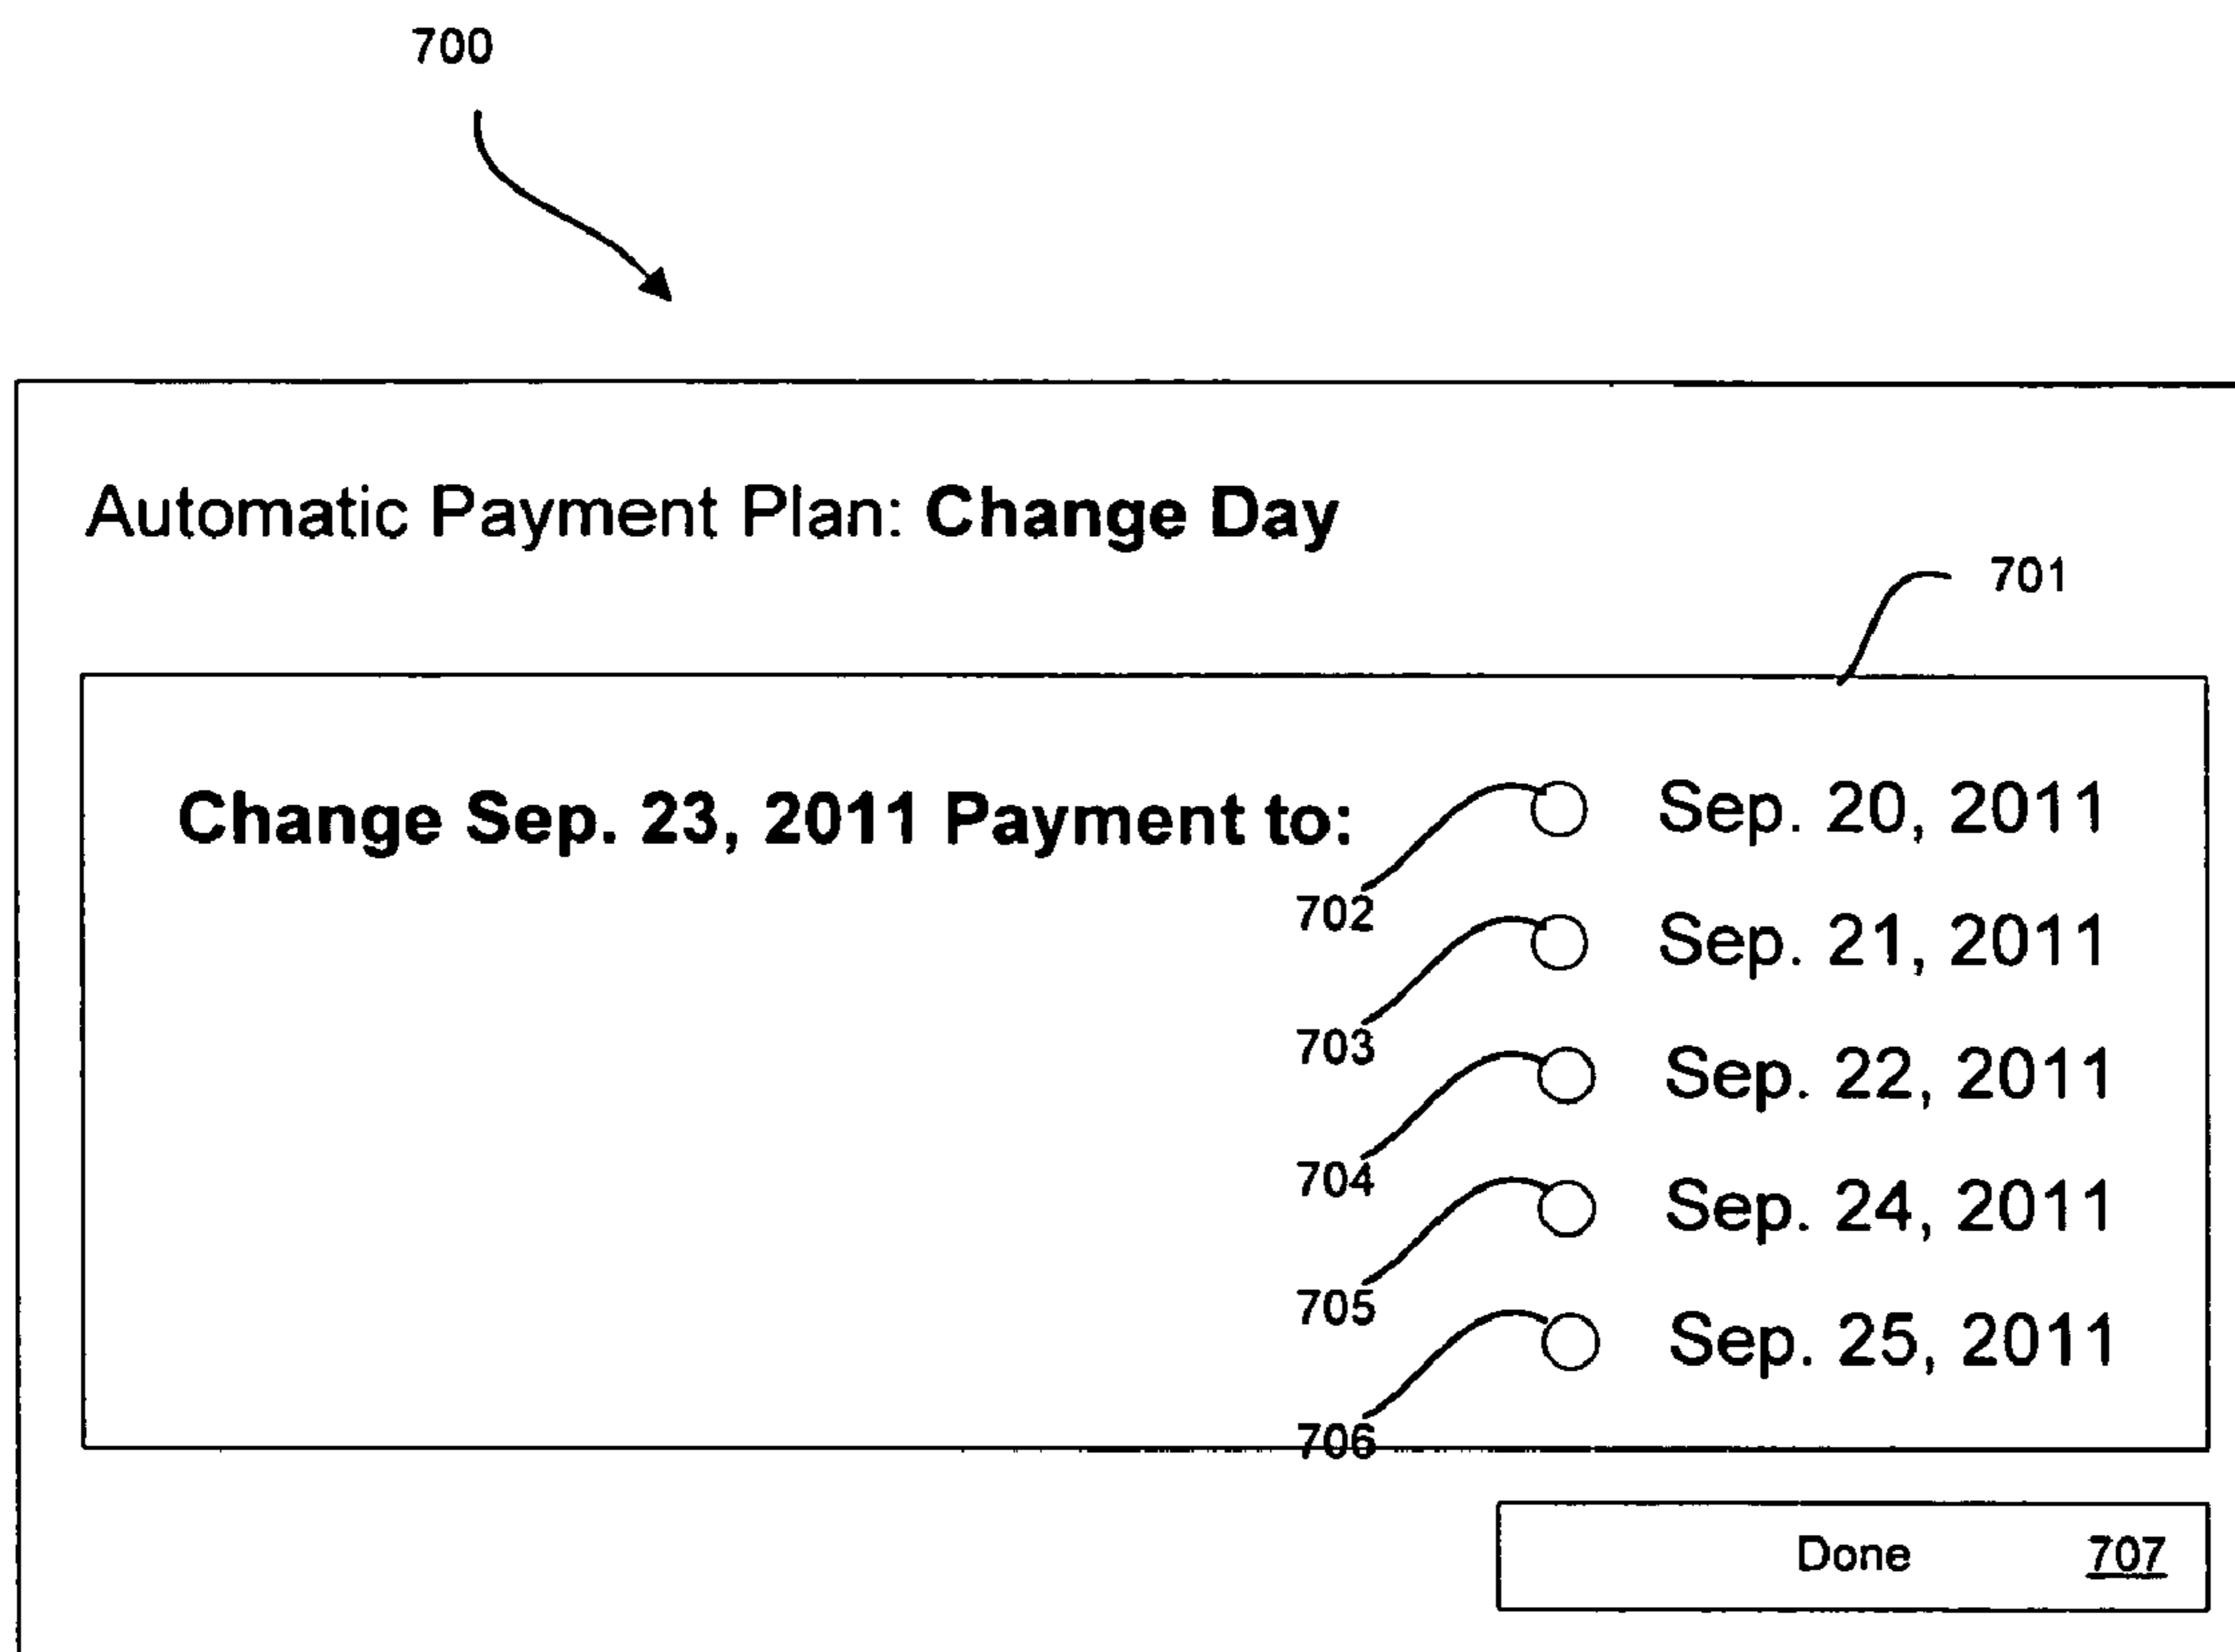 700
Automatic Payment Plan: Change Day
701
Change Sep. 23, 2011 Payment to:
Sep. 20, 2011
702
Sep. 21, 2011
703
Sep. 22, 2011
704
Sep. 24, 2011
705
Sep. 25, 2011
706
Done 707